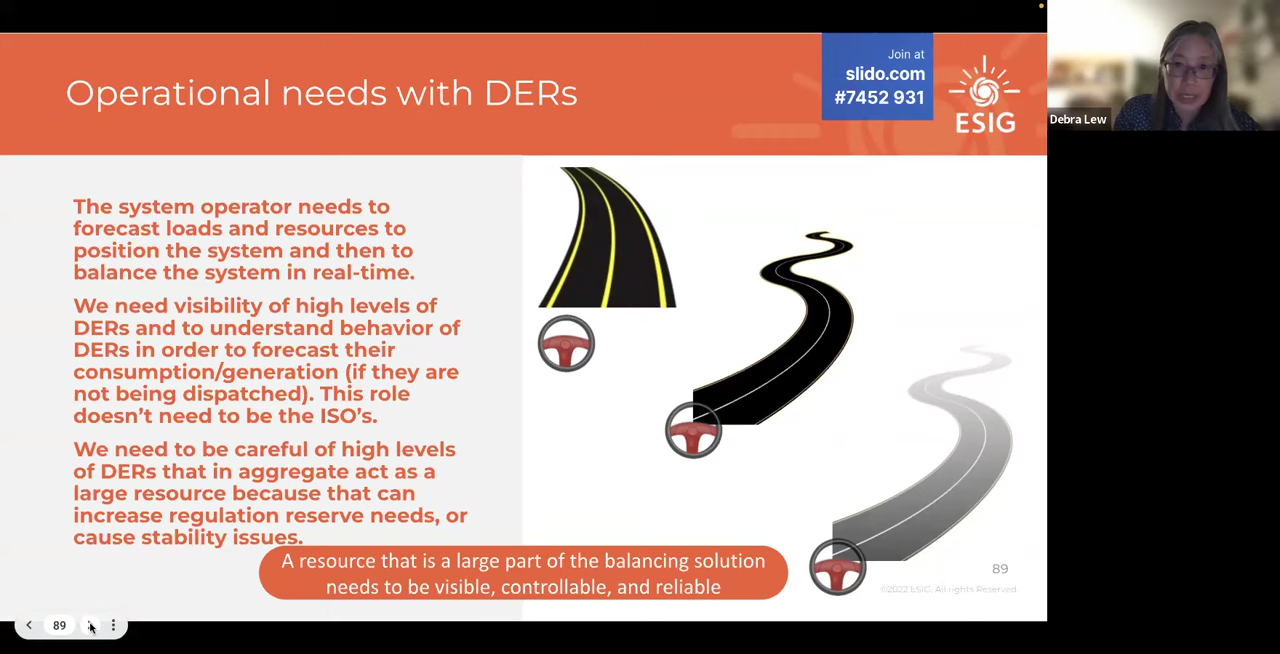 Operational needs with DERs
Join at
slido.com
#7452 931
ESIG
Debra Lew
The system operator needs to
forecast loads and resources to
position the system and then to
balance the system in real-time.
We need visibility of high levels of
DERs and to understand behavior of
DERs in order to forecast their
consumption/generation (if they are
not being dispatched). This role
doesn’t need to be the ISO’s.
We need to be careful of high levels
of DERs that in aggregate act as a
large resource because that can
increase regulation reserve needs, or
cause stability issues.
A resource that is a large part of the balancing solution
needs to be visible, controllable, and reliable
89
©2022 ESIG. All rights Reserved
89